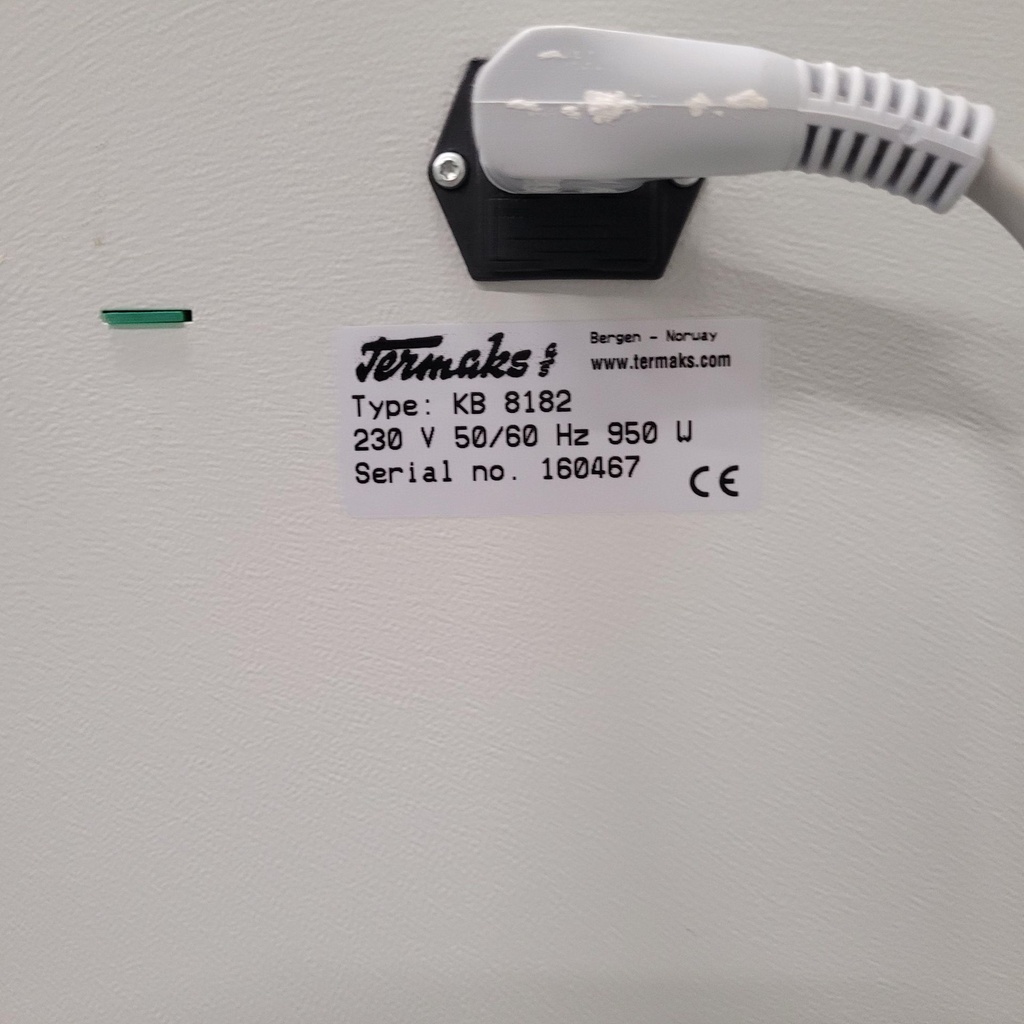 Termaks a/s
Bergen - Norway
www.termaks.com
Type: KB 8182
230 V 50/60 Hz 950 W
Serial no. 160467
CE